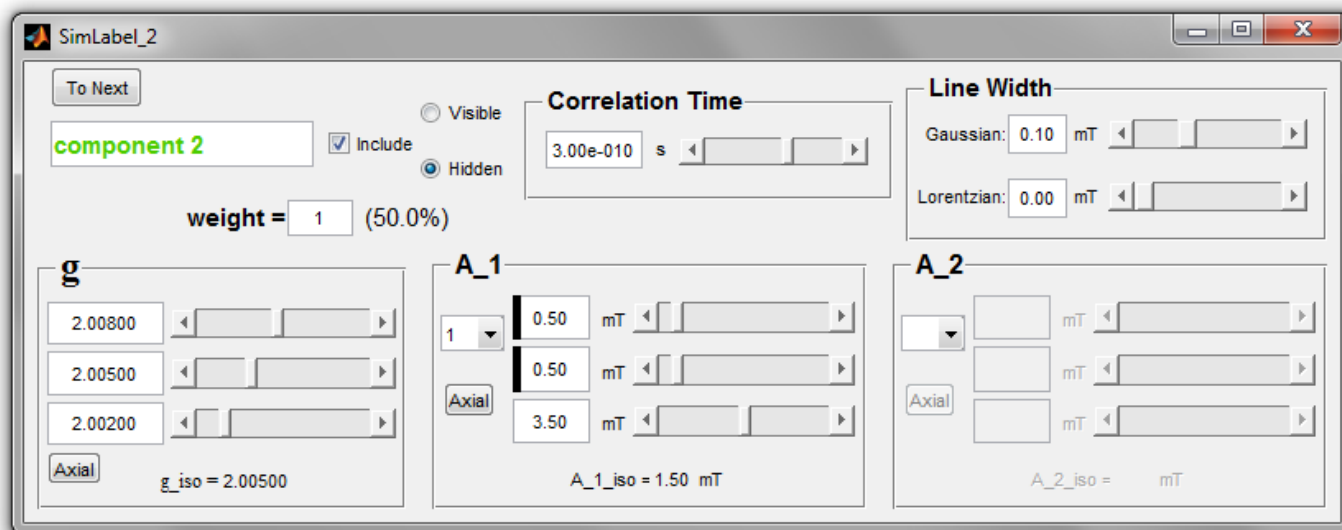 SimLabel_2
To Next
component 2
Include
Visible
Hidden
weight = 1 (50.0%)
Correlation Time
3.00e-010 s
Line Width
Gaussian: 0.10 mT
Lorentzian: 0.00 mT
g
2.00800
2.00500
2.00200
Axial
g_iso = 2.00500
A_1
1
0.50 mT
0.50 mT
Axial
3.50 mT
A_1_iso = 1.50 mT
A_2
mT
mT
Axial
mT
A_2_iso = mT